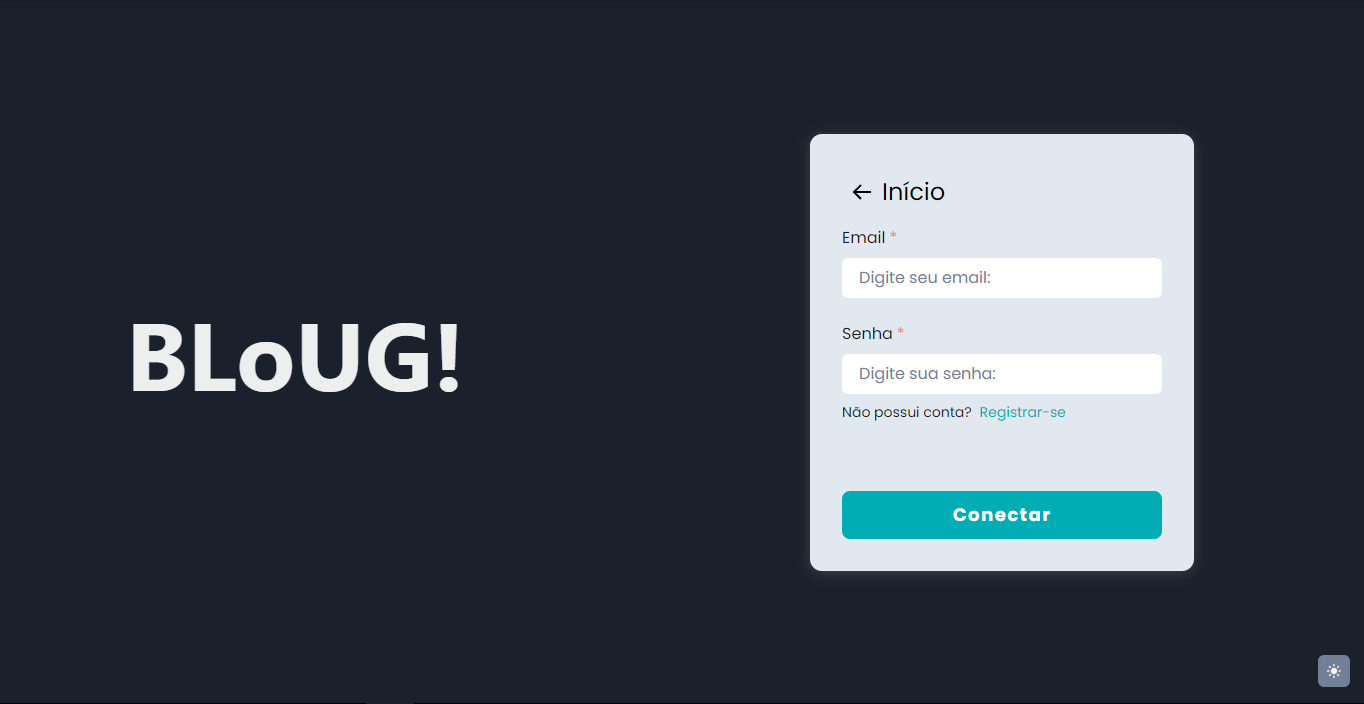 BLoUG!
Início
Email *
Digite seu email:
Senha *
Digite sua senha:
Não possui conta? Registrar-se
Conectar